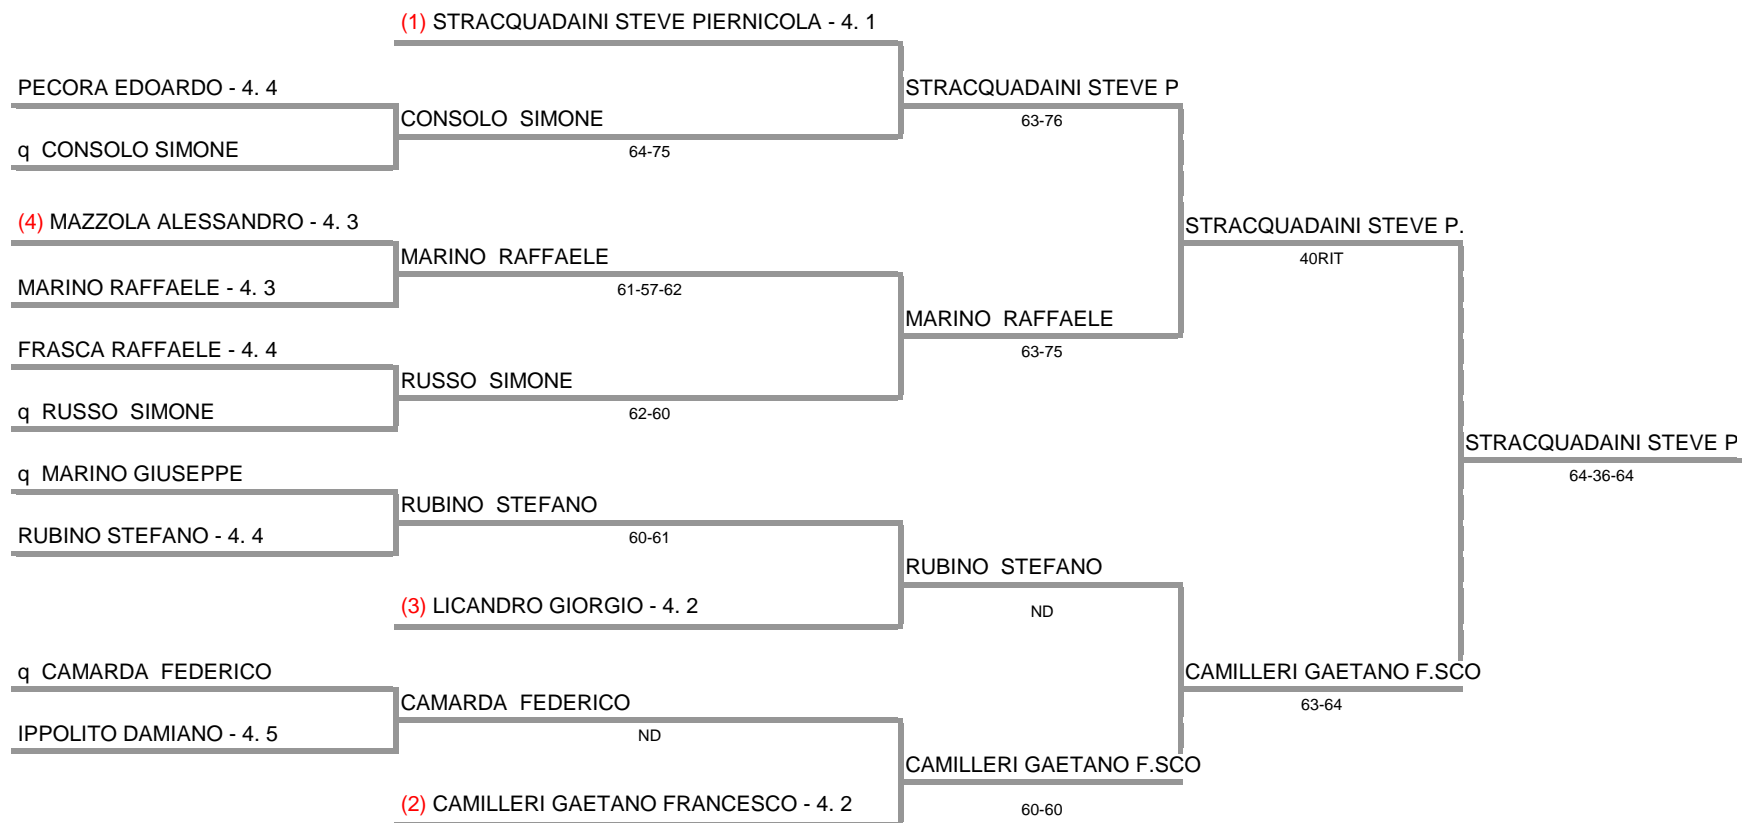 (1) STRACQUADAINI STEVE PIERNICOLA - 4. 1
PECORA EDOARDO - 4. 4
STRACQUADAINI STEVE P
CONSOLO  SIMONE
63-76
q  CONSOLO SIMONE
64-75
(4) MAZZOLA ALESSANDRO - 4. 3
STRACQUADAINI STEVE P.
MARINO  RAFFAELE
40RIT
MARINO RAFFAELE - 4. 3
61-57-62
MARINO  RAFFAELE
FRASCA RAFFAELE - 4. 4
63-75
RUSSO  SIMONE
q  RUSSO  SIMONE
62-60
STRACQUADAINI STEVE P
q  MARINO GIUSEPPE
64-36-64
RUBINO  STEFANO
RUBINO STEFANO - 4. 4
60-61
RUBINO  STEFANO
(3) LICANDRO GIORGIO - 4. 2
ND
q  CAMARDA  FEDERICO
CAMILLERI GAETANO F.SCO
CAMARDA  FEDERICO
63-64
IPPOLITO DAMIANO - 4. 5
ND
CAMILLERI GAETANO F.SCO
(2) CAMILLERI GAETANO FRANCESCO - 4. 2
60-60